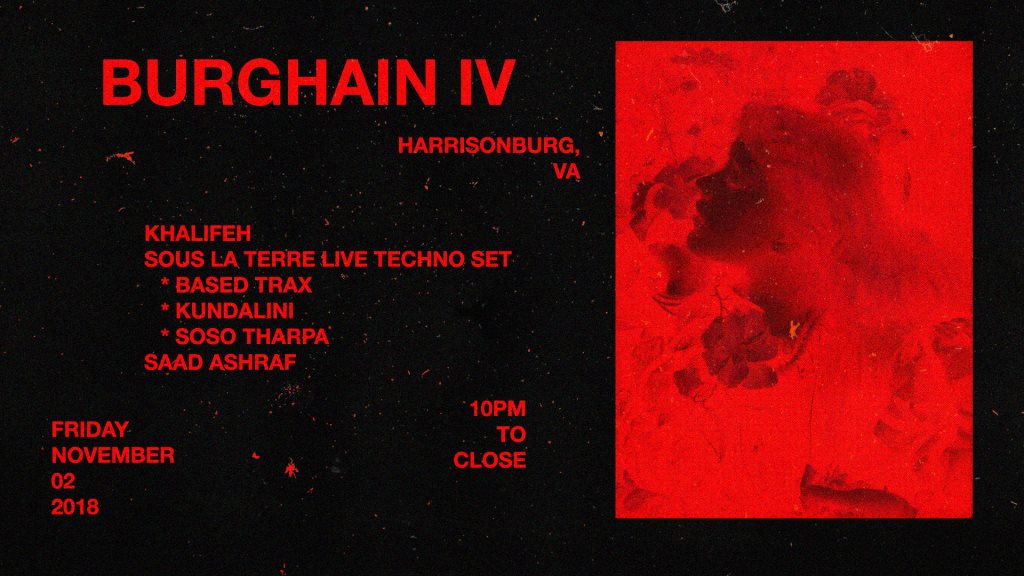 BURGHAIN IV
HARRISONBURG,
VA
KHALIFEH
SOUS LA TERRE LIVE TECHNO SET
* BASED TRAX
* KUNDALINI
* SOSO THARPA
SAAD ASHRAF
10PM
TO
CLOSE
FRIDAY
NOVEMBER
02
2018